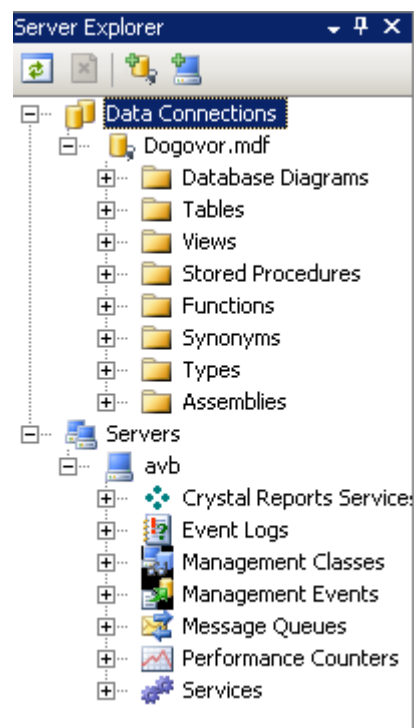 Server Explorer
Data Connections
Dogovor.mdf
Database Diagrams
Tables
Views
Stored Procedures
Functions
Synonyms
Types
Assemblies
Servers
avb
Crystal Reports Services
Event Logs
Management Classes
Management Events
Message Queues
Performance Counters
Services